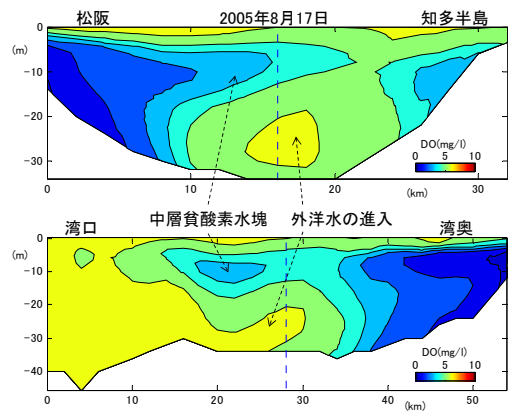 松阪 2005年8月17日 知多半島
0
(m)
-10
-20
-30
DO(mg/l)
0 5 10
0 10 20 30
(km)
中層貧酸素水塊 外洋水の進入
湾口 湾奥
0
(m)
-10
-20
-30
-40
DO(mg/l)
0 5 10
0 10 20 30 40 50
(km)